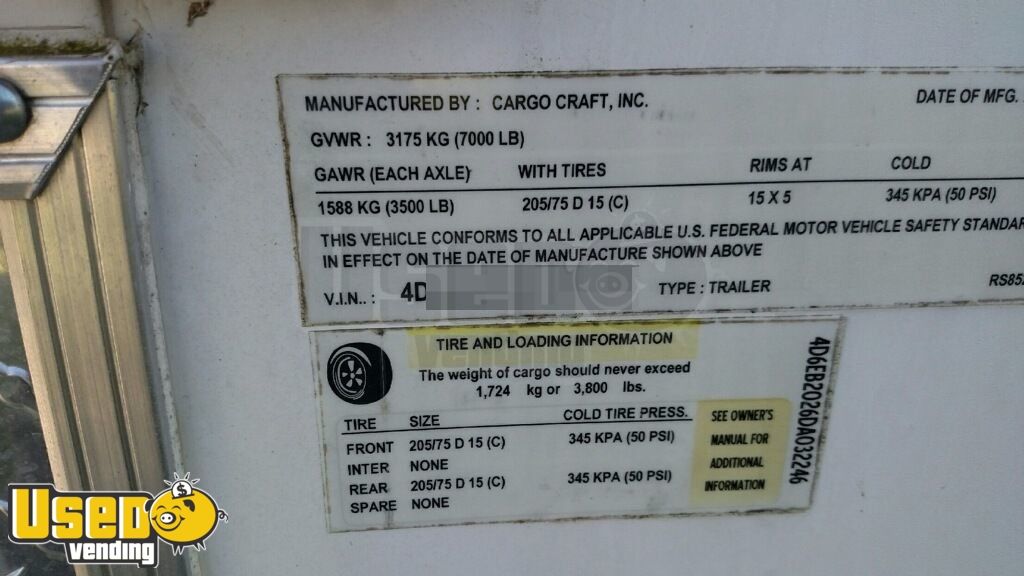 MANUFACTURED BY : CARGO CRAFT, INC. DATE OF MFG.
GVWR : 3175 KG (7000 LB)
GAWR (EACH AXLE) WITH TIRES RIMS AT COLD
1588 KG (3500 LB) 205/75 D 15 (C) 15 X 5 345 KPA (50 PSI)
THIS VEHICLE CONFORMS TO ALL APPLICABLE U.S. FEDERAL MOTOR VEHICLE SAFETY STANDAR
IN EFFECT ON THE DATE OF MANUFACTURE SHOWN ABOVE
V.I.N.. : 4D TYPE : TRAILER RS852
TIRE AND LOADING INFORMATION
The weight of cargo should never exceed
1,724 kg or 3,800 lbs.
TIRE SIZE COLD TIRE PRESS.
FRONT 205/75 D 15 (C) 345 KPA (50 PSI)
INTER NONE
REAR 205/75 D 15 (C) 345 KPA (50 PSI)
SPARE NONE
SEE OWNER'S
MANUAL FOR
ADDITIONAL
INFORMATION
4D6EB2026DA032246
USED
vending